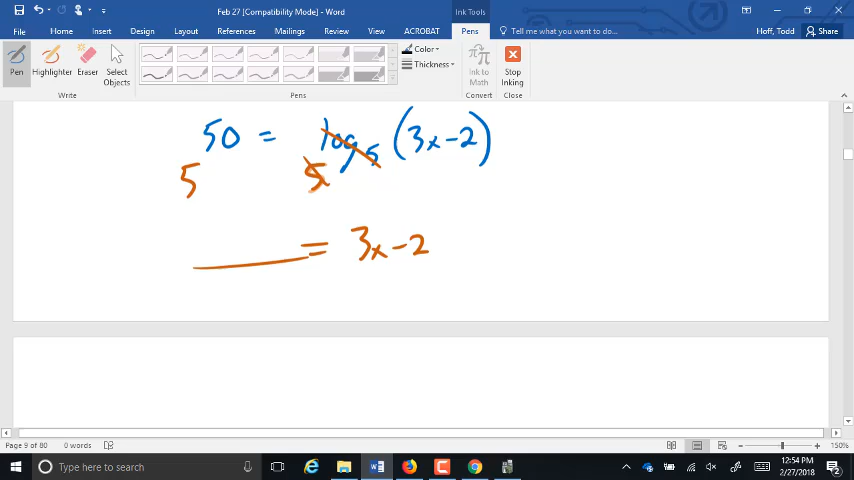 Feb 27 [Compatibility Mode] - Word
Ink Tools
Hoff, Todd
File Home Insert Design Layout References Mailings Review View ACROBAT Pens Tell me what you want to do... Share
Pen Highlighter Eraser Select Objects
Color
Thickness
Ink to Math
Stop Inking
Write Pens Convert Close
50 = log5 (3x-2)
5 5
= 3x-2
Page 9 of 80 0 words 150%
Type here to search
12:54 PM
2/27/2018
2